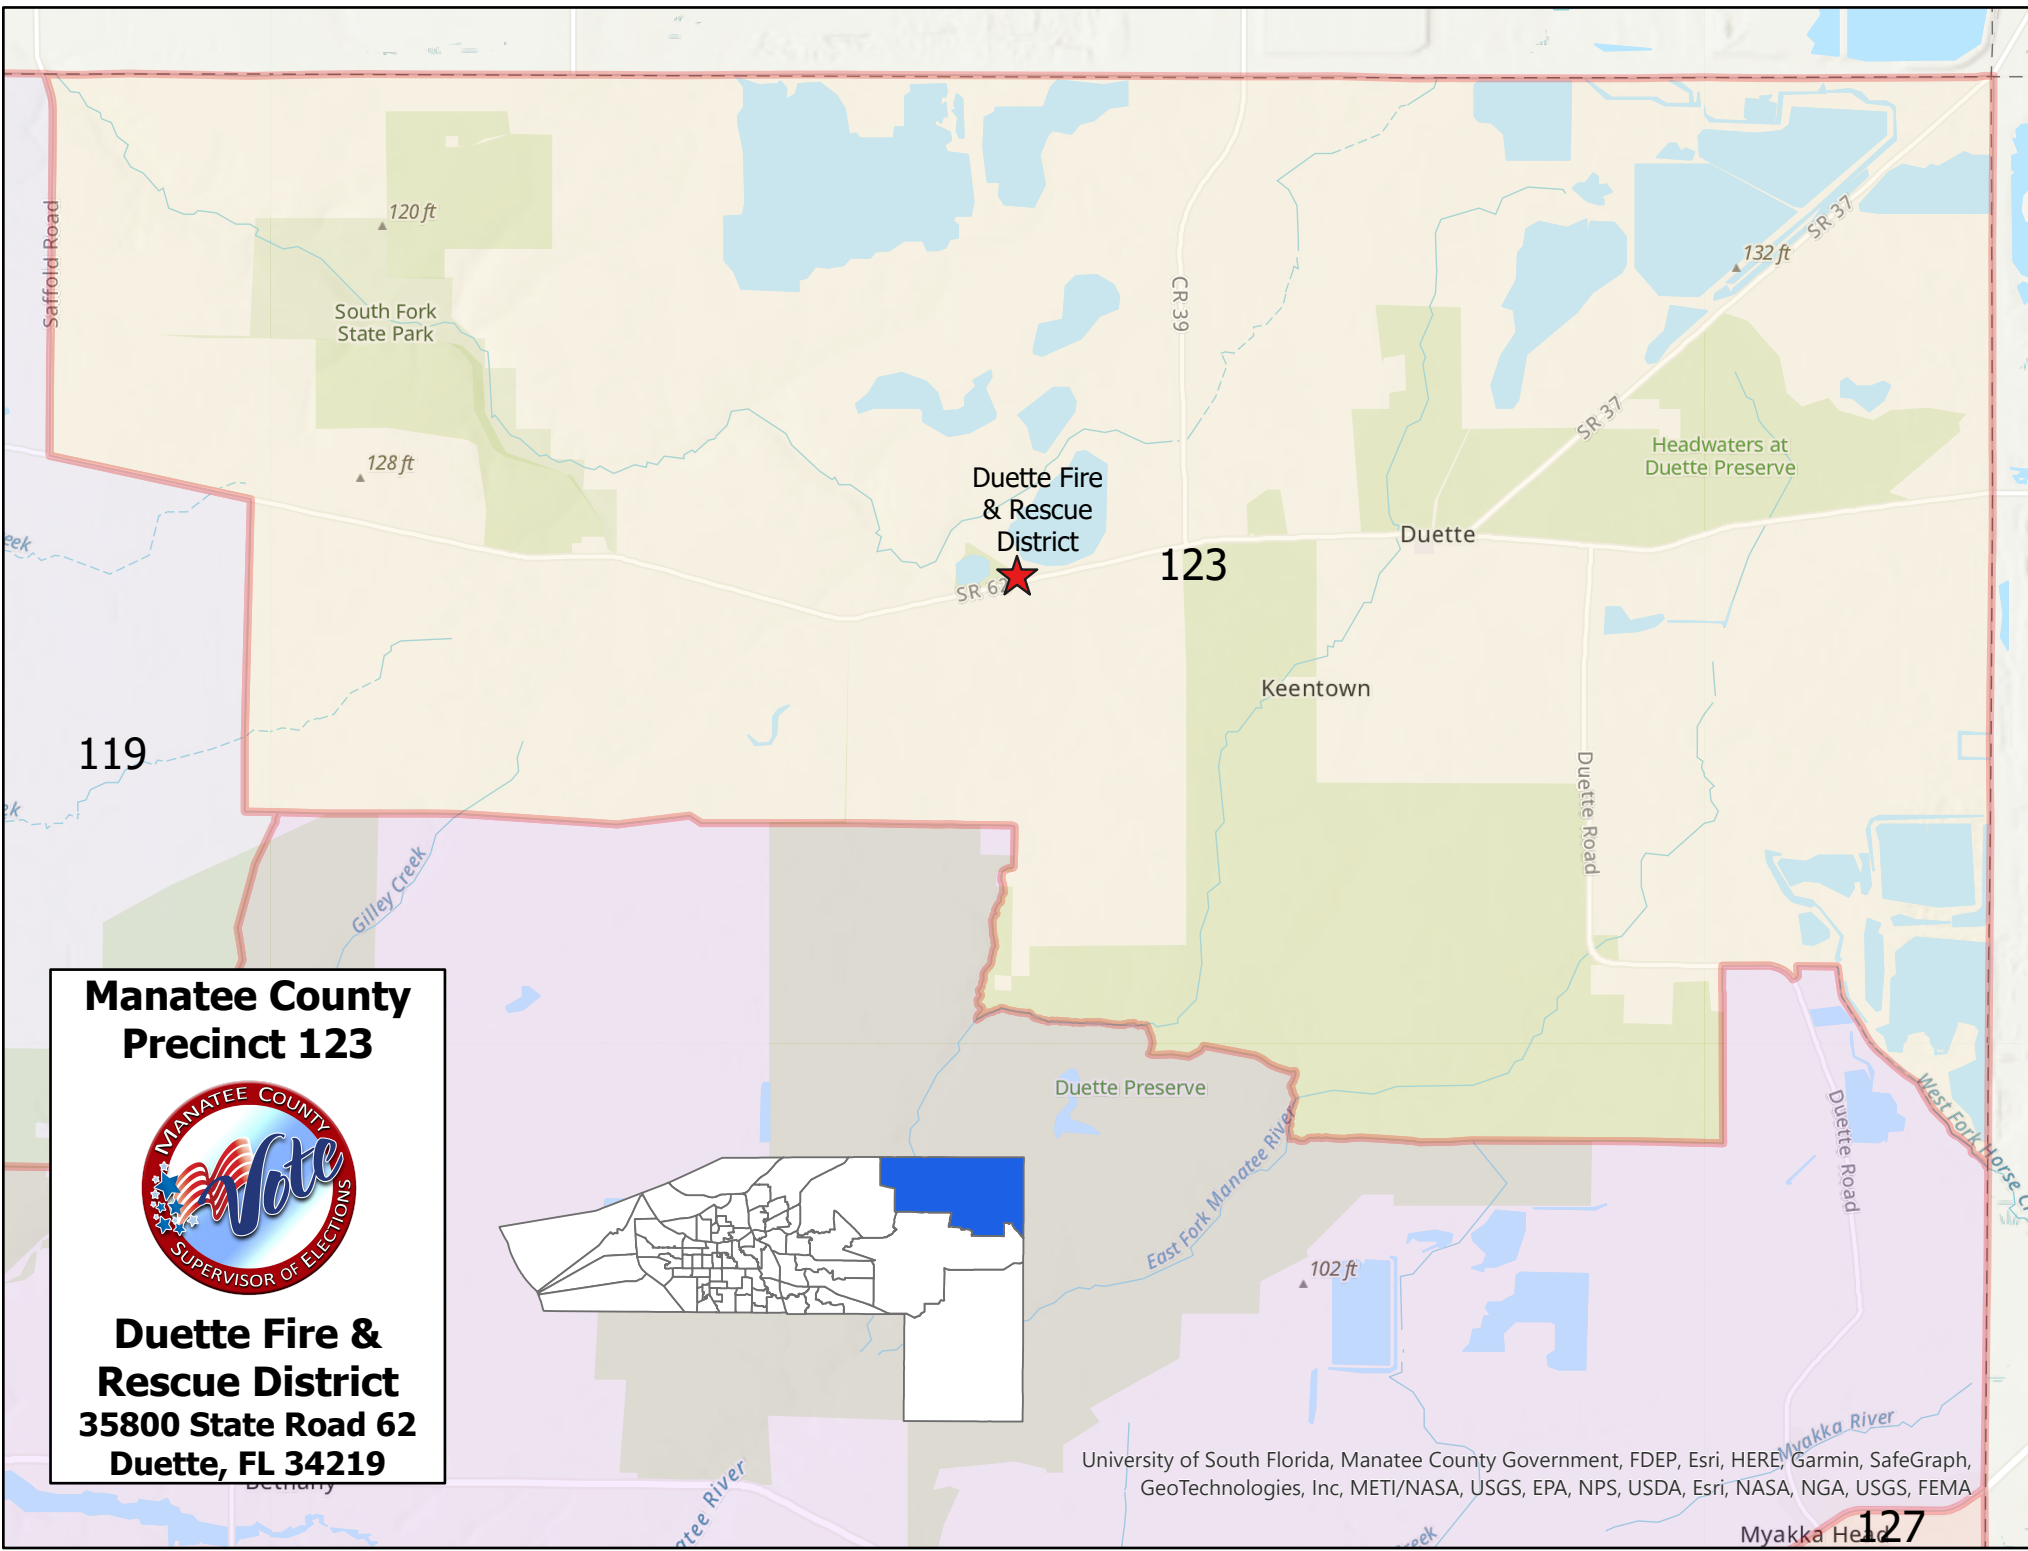 Saffold Road
120 ft
South Fork
State Park
128 ft
CR 39
SR 37
132 ft
SR 37
Headwaters at
Duette Preserve
Duette Fire
& Rescue
District
SR 62
123
Duette
Keentown
119
Duette Road
Gilley Creek
Duette Preserve
East Fork Manatee River
102 ft
Duette Road
West Fork Horse
Myakka River
Manatee County
Precinct 123
MANATEE COUNTY
Vote
SUPERVISOR OF ELECTIONS
Duette Fire &
Rescue District
35800 State Road 62
Duette, FL 34219
Bethany
River
University of South Florida, Manatee County Government, FDEP, Esri, HERE, Garmin, SafeGraph,
GeoTechnologies, Inc, METI/NASA, USGS, EPA, NPS, USDA, Esri, NASA, NGA, USGS, FEMA
Myakka Head
127